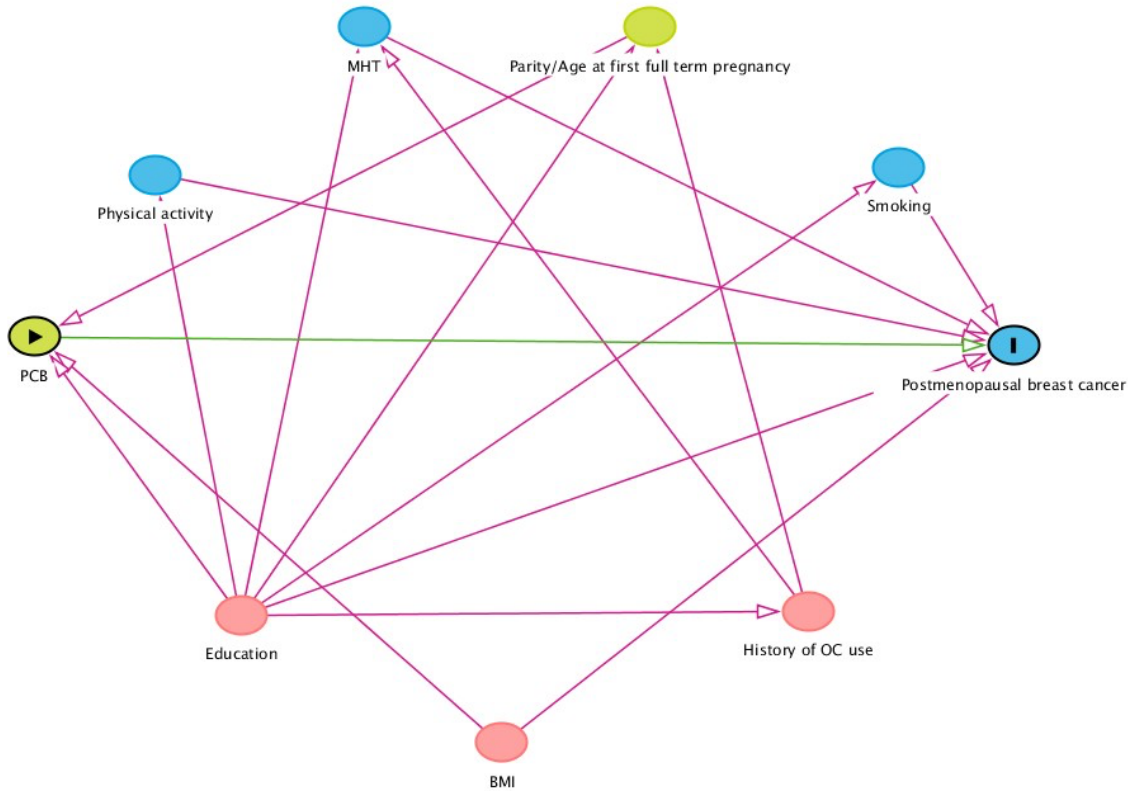 MHT
Parity/Age at first full term pregnancy
Physical activity
Smoking
PCB
Postmenopausal breast cancer
Education
History of OC use
BMI